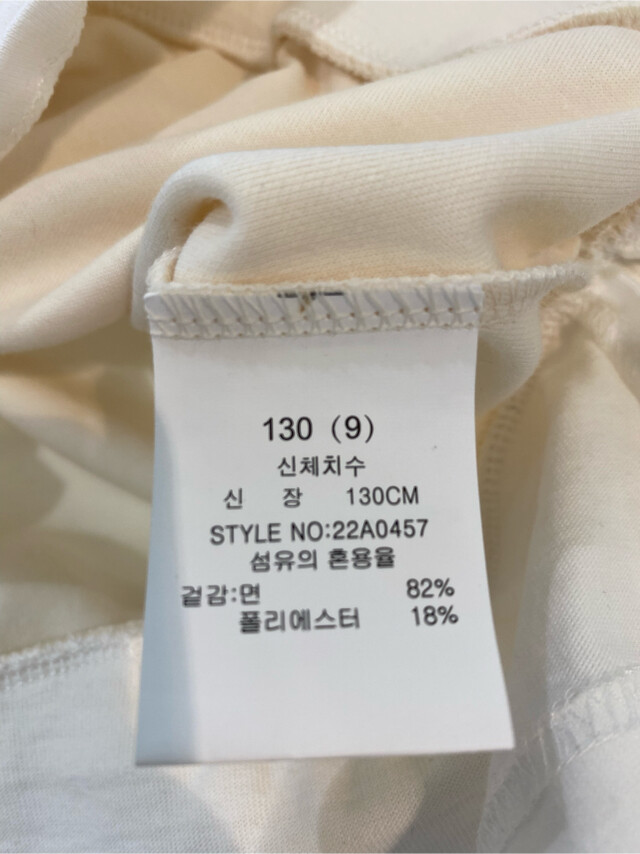 130 (9)
신체치수
신 장 130CM
STYLE NO:22A0457
섬유의 혼용율
겉감:면 82%
폴리에스터 18%